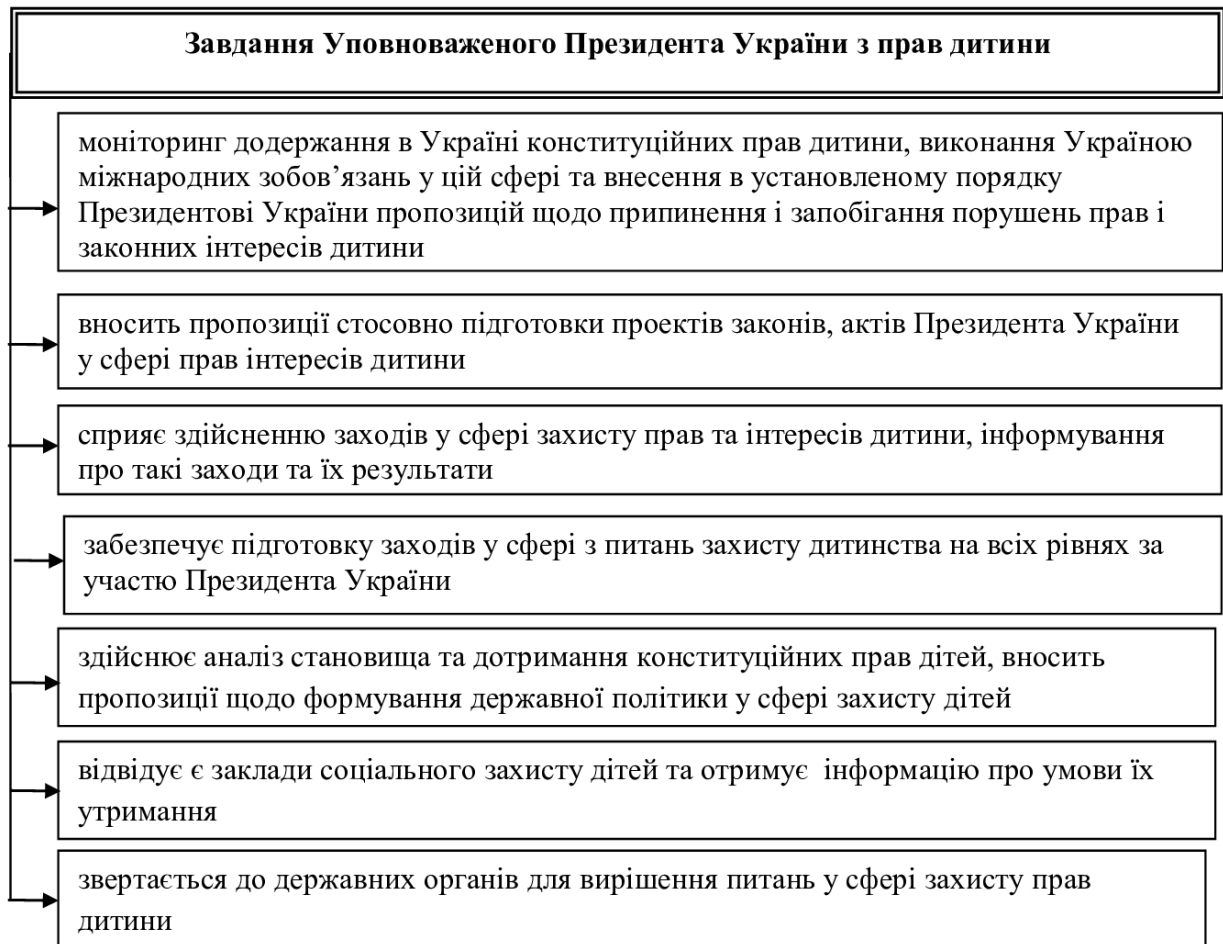 Завдання Уповноваженого Президента України з прав дитини
моніторинг додержання в Україні конституційних прав дитини, виконання Україною
міжнародних зобов’язань у цій сфері та внесення в установленому порядку
Президентові України пропозицій щодо припинення і запобігання порушень прав і
законних інтересів дитини
вносить пропозиції стосовно підготовки проектів законів, актів Президента України
у сфері прав інтересів дитини
сприяє здійсненню заходів у сфері захисту прав та інтересів дитини, інформування
про такі заходи та їх результати
забезпечує підготовку заходів у сфері з питань захисту дитинства на всіх рівнях за
участю Президента України
здійснює аналіз становища та дотримання конституційних прав дітей, вносить
пропозиції щодо формування державної політики у сфері захисту дітей
відвідує є заклади соціального захисту дітей та отримує інформацію про умови їх
утримання
звертається до державних органів для вирішення питань у сфері захисту прав
дитини